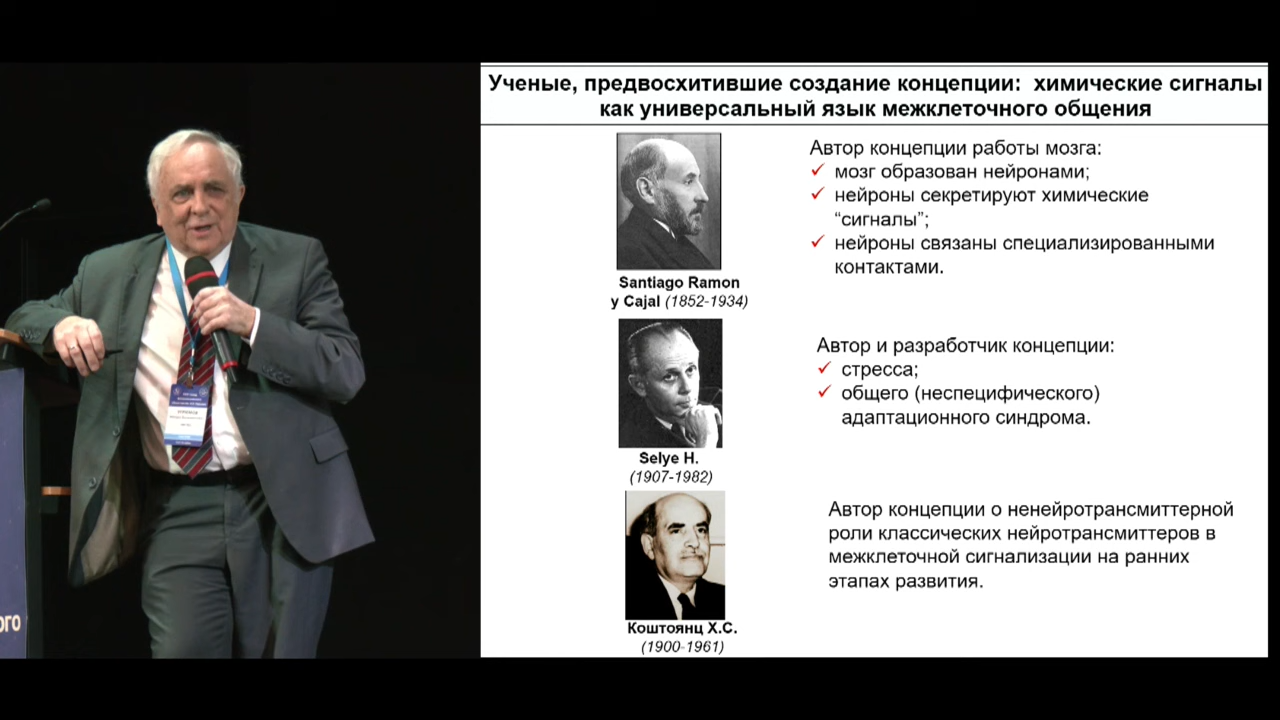 Ученые, предвосхитившие создание концепции: химические сигналы
как универсальный язык межклеточного общения
Автор концепции работы мозга:
✓ мозг образован нейронами;
✓ нейроны секретируют химические
“сигналы”;
✓ нейроны связаны специализированными
контактами.
Santiago Ramon
y Cajal (1852-1934)
Автор и разработчик концепции:
✓ стресса;
✓ общего (неспецифического)
адаптационного синдрома.
Selye H.
(1907-1982)
Автор концепции о ненейротрансмиттерной
роли классических нейротрансмиттеров в
межклеточной сигнализации на ранних
этапах развития.
Коштоянц Х.С.
(1900-1961)
ого